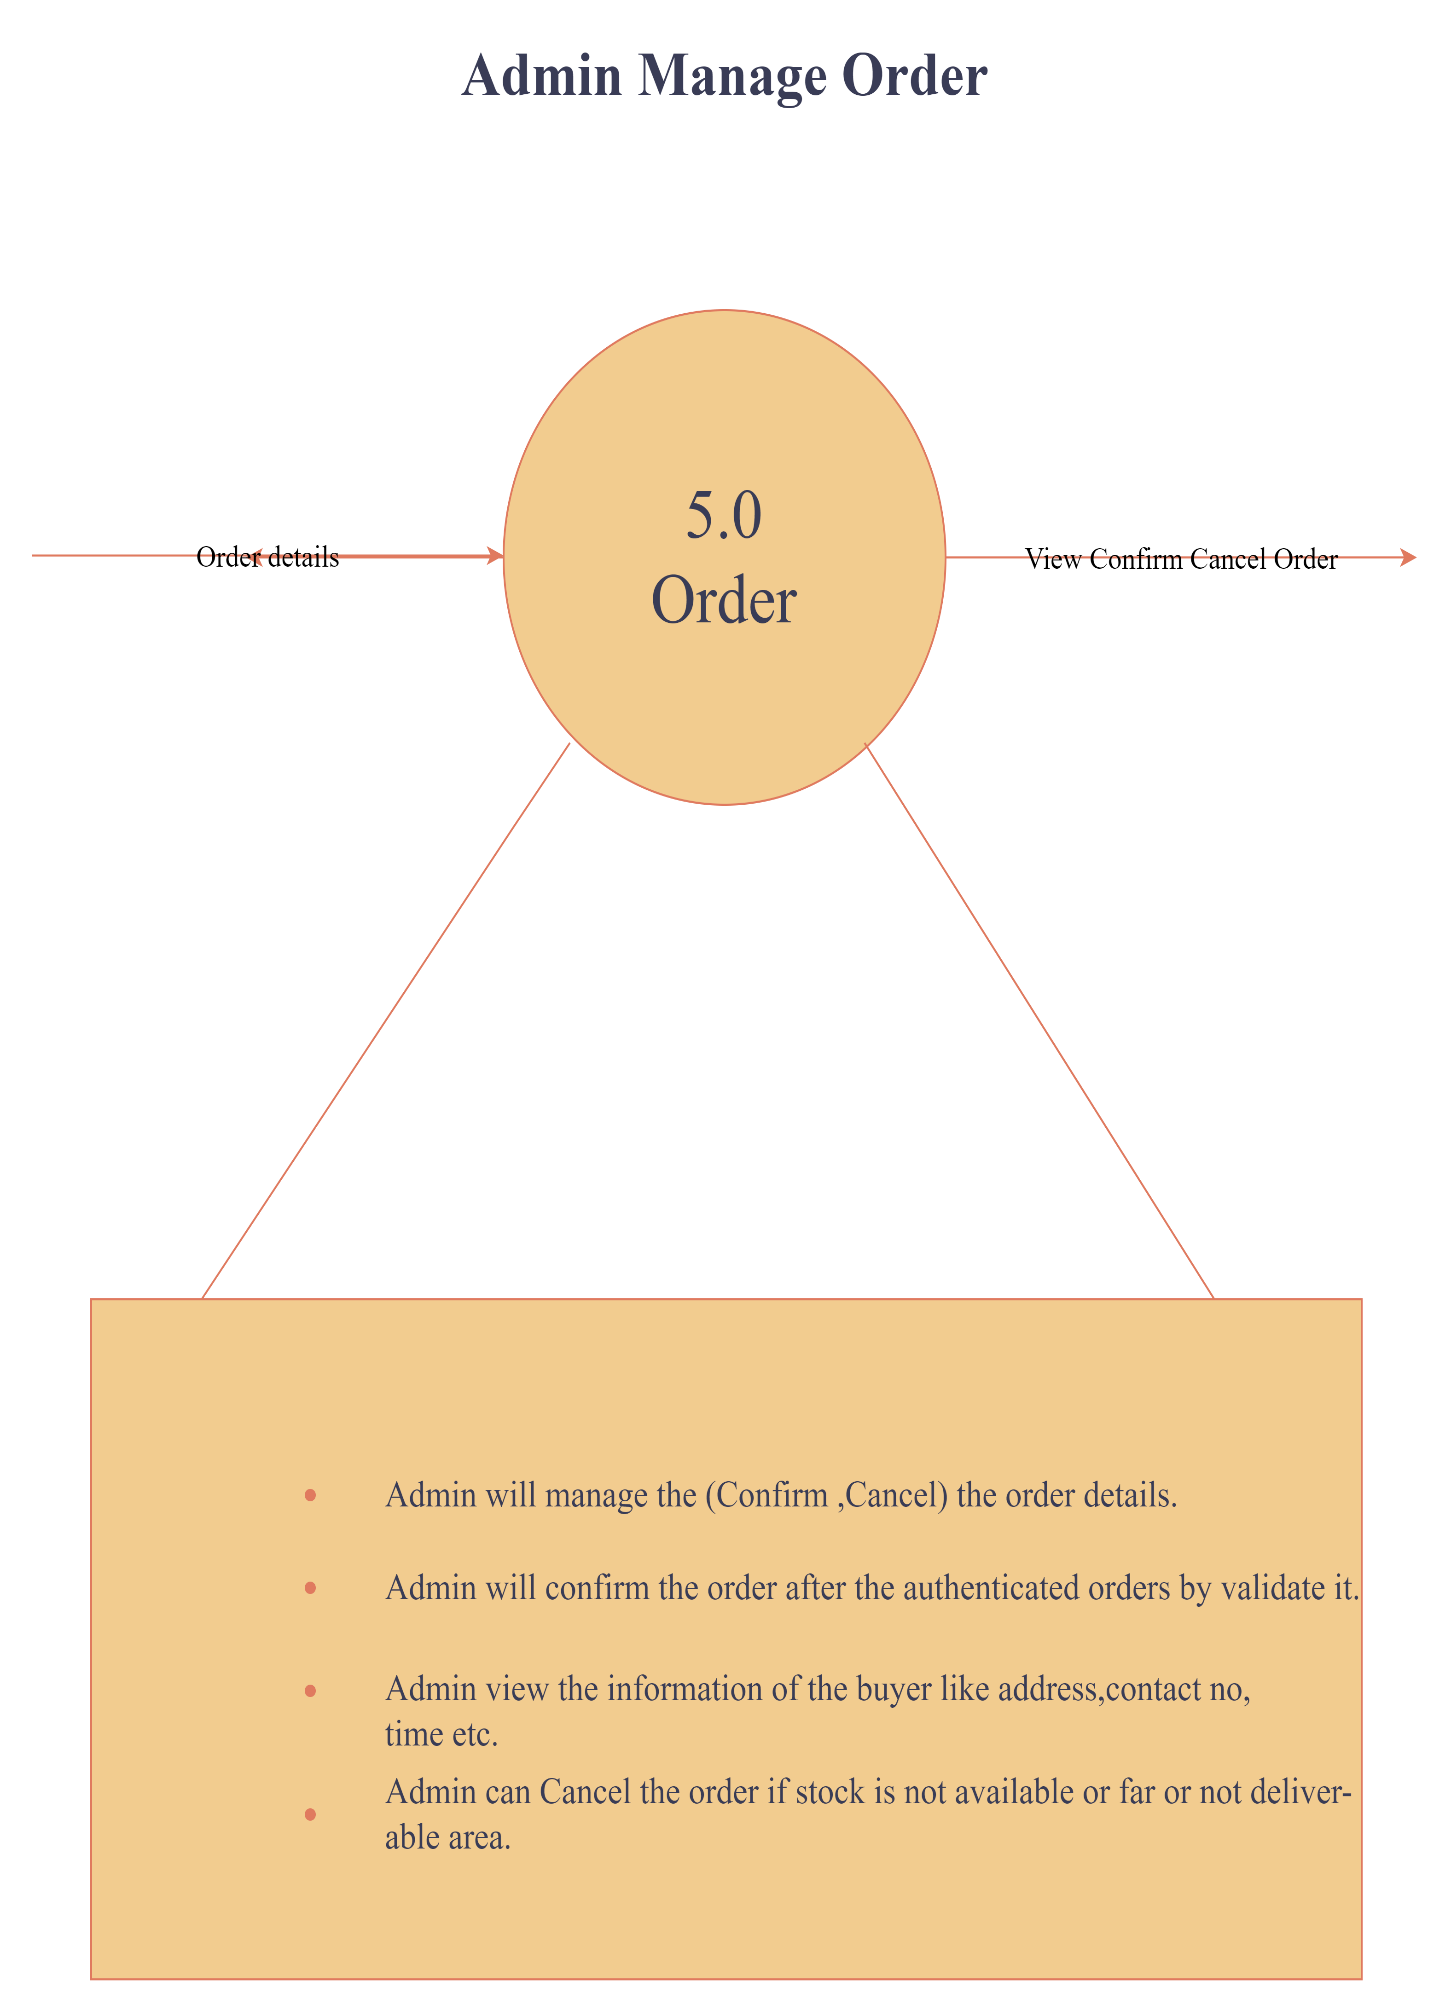 Admin Manage Order
5.0
Order
Order details
View Confirm Cancel Order
Admin will manage the (Confirm ,Cancel) the order details.
Admin will confirm the order after the authenticated orders by validate it.
Admin view the information of the buyer like address,contact no,
time etc.
Admin can Cancel the order if stock is not available or far or not deliver-
able area.